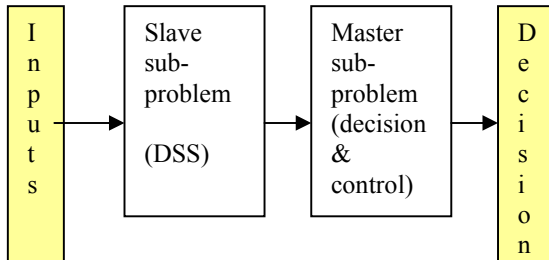 I
n
p
u
t
s
Slave
sub-
problem
(DSS)
Master
sub-
problem
(decision
&
control)
D
e
c
i
s
i
o
n